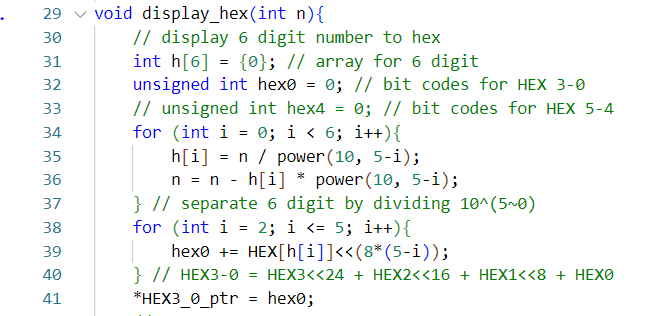 29 void display_hex(int n){
30 // display 6 digit number to hex
31 int h[6] = {0}; // array for 6 digit
32 unsigned int hex0 = 0; // bit codes for HEX 3-0
33 // unsigned int hex4 = 0; // bit codes for HEX 5-4
34 for (int i = 0; i < 6; i++){
35 h[i] = n / power(10, 5-i);
36 n = n - h[i] * power(10, 5-i);
37 } // separate 6 digit by dividing 10^(5~0)
38 for (int i = 2; i <= 5; i++){
39 hex0 += HEX[h[i]]<<(8*(5-i));
40 } // HEX3-0 = HEX3<<24 + HEX2<<16 + HEX1<<8 + HEX0
41 *HEX3_0_ptr = hex0;